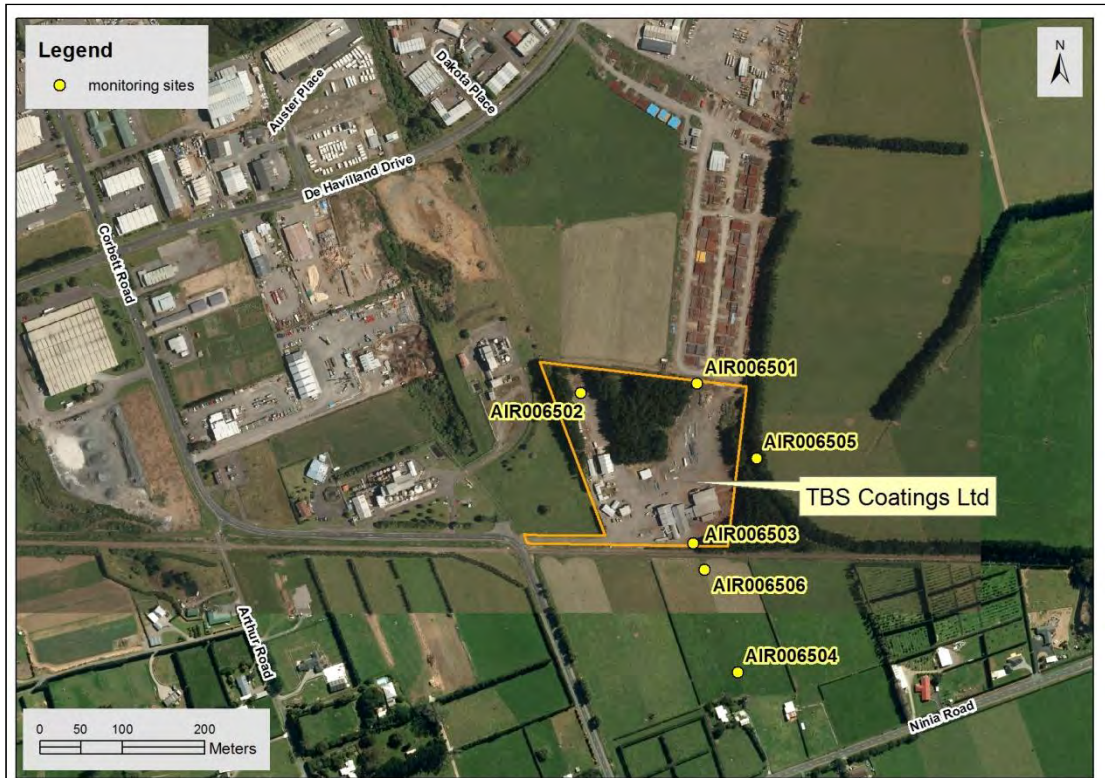 Legend
monitoring sites
N
Auster Place
Dakota Place
De Havilland Drive
Corbett Road
AIR006501
AIR006502
AIR006505
TBS Coatings Ltd
AIR006503
AIR006506
Arthur Road
AIR006504
Ninia Road
0 50 100 200
Meters